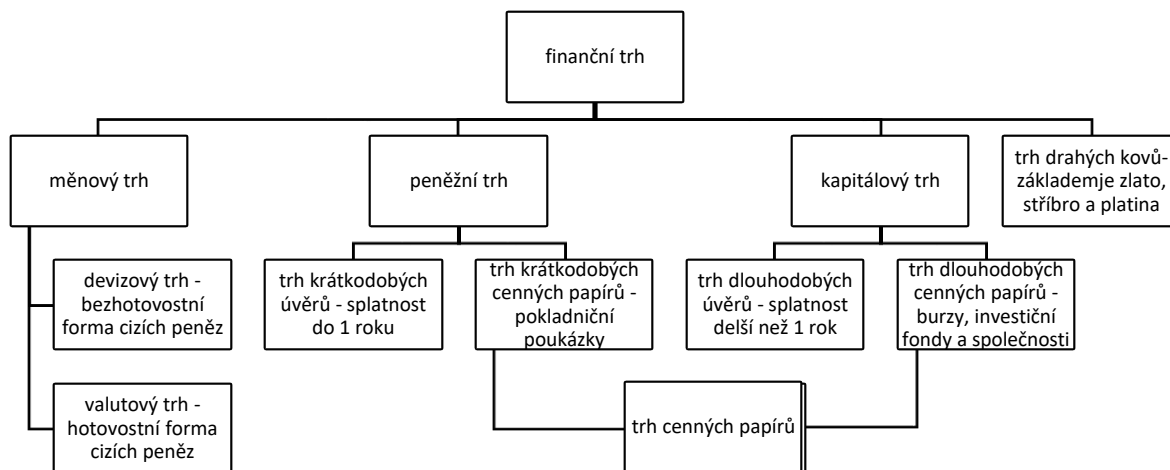 finanční trh
měnový trh
peněžní trh
kapitálový trh
trh drahých kovů-
základemje zlato,
stříbro a platina
devizový trh -
bezhotovostní
forma cizích peněz
trh krátkodobých
úvěrů - splatnost
do 1 roku
trh krátkodobých
cenných papírů -
pokladniční
poukázky
trh dlouhodobých
úvěrů - splatnost
delší než 1 rok
trh dlouhodobých
cenných papírů -
burzy, investiční
fondy a společnosti
valutový trh -
hotovostní forma
cizích peněz
trh cenných papírů